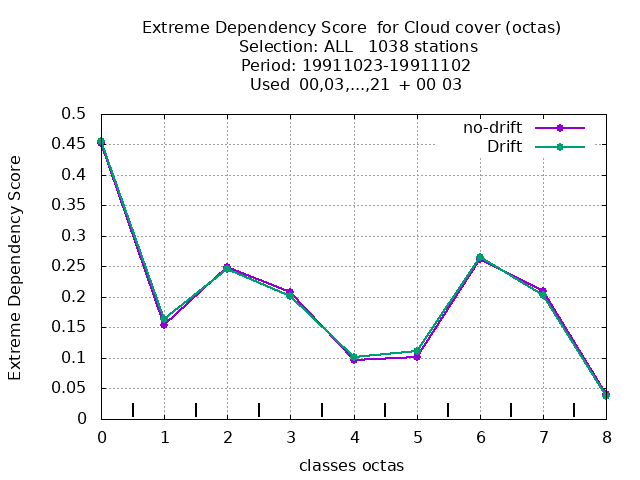 Extreme Dependency Score  for Cloud cover (octas)
Selection: ALL   1038 stations
Period: 19911023-19911102
Used  00,03,...,21  + 00 03
no-drift
Drift
Extreme Dependency Score
0.5
0.45
0.4
0.35
0.3
0.25
0.2
0.15
0.1
0.05
0
0 1 2 3 4 5 6 7 8
classes octas